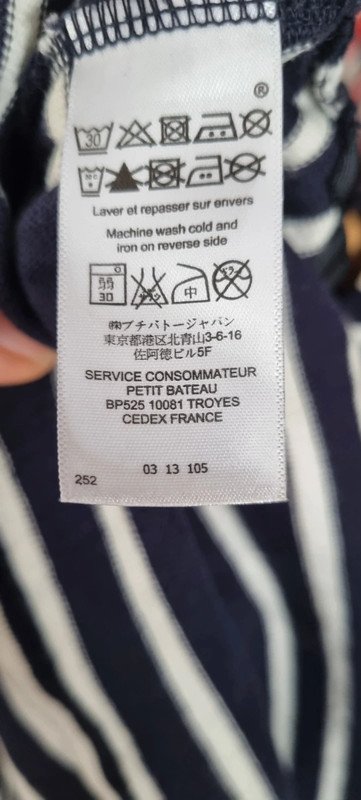 ®
30
Laver et repasser sur envers
Machine wash cold and
iron on reverse side
30 中
㈱プチバトージャパン
東京都港区北青山3-6-16
佐阿徳ビル5F
SERVICE CONSOMMATEUR
PETIT BATEAU
BP525 10081 TROYES
CEDEX FRANCE
03 13 105
252